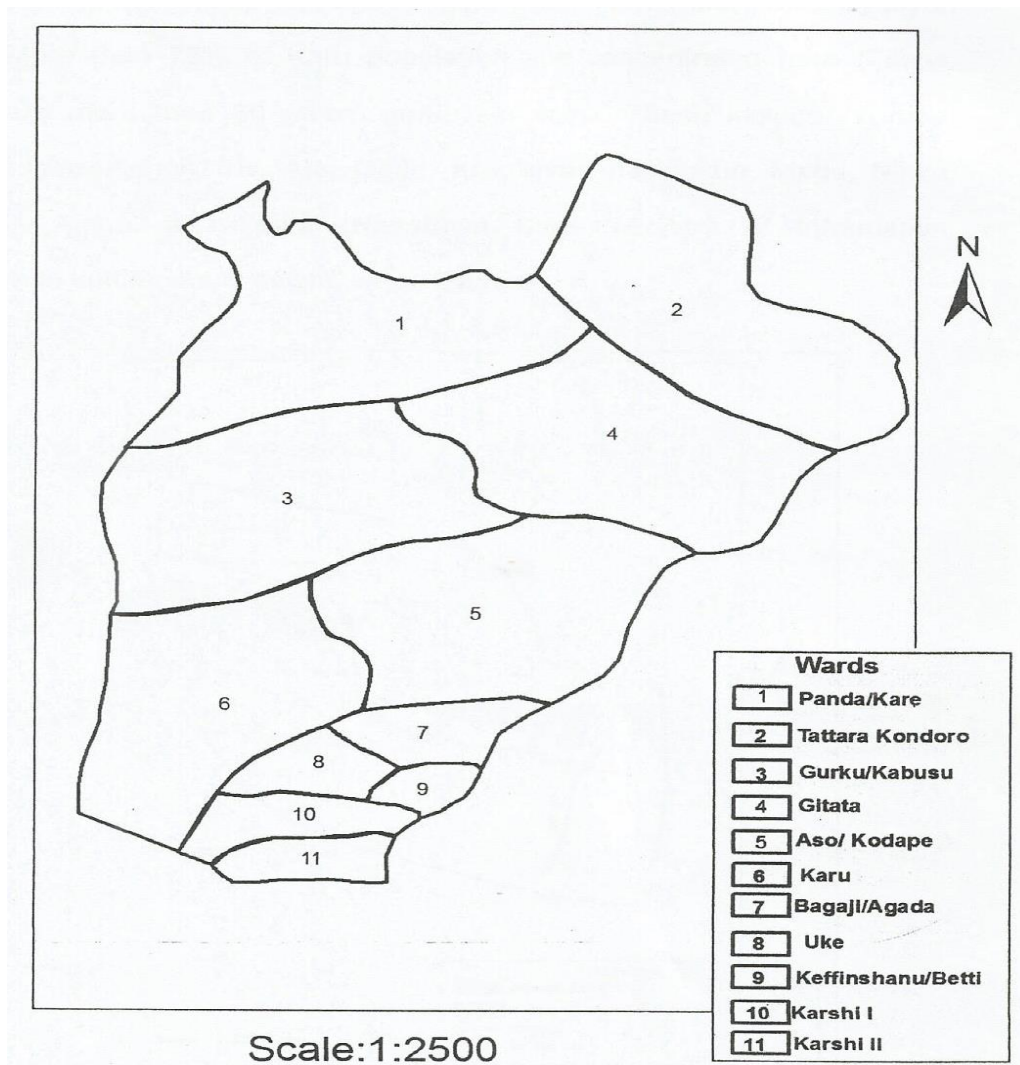 N
1
2
4
3
5
6
7
8
9
10
11
Wards
1 Panda/Kare
2 Tattara Kondoro
3 Gurku/Kabusu
4 Gitata
5 Aso/ Kodape
6 Karu
7 Bagaji/Agada
8 Uke
9 Keffinshanu/Betti
10 Karshi I
11 Karshi II
Scale:1:2500